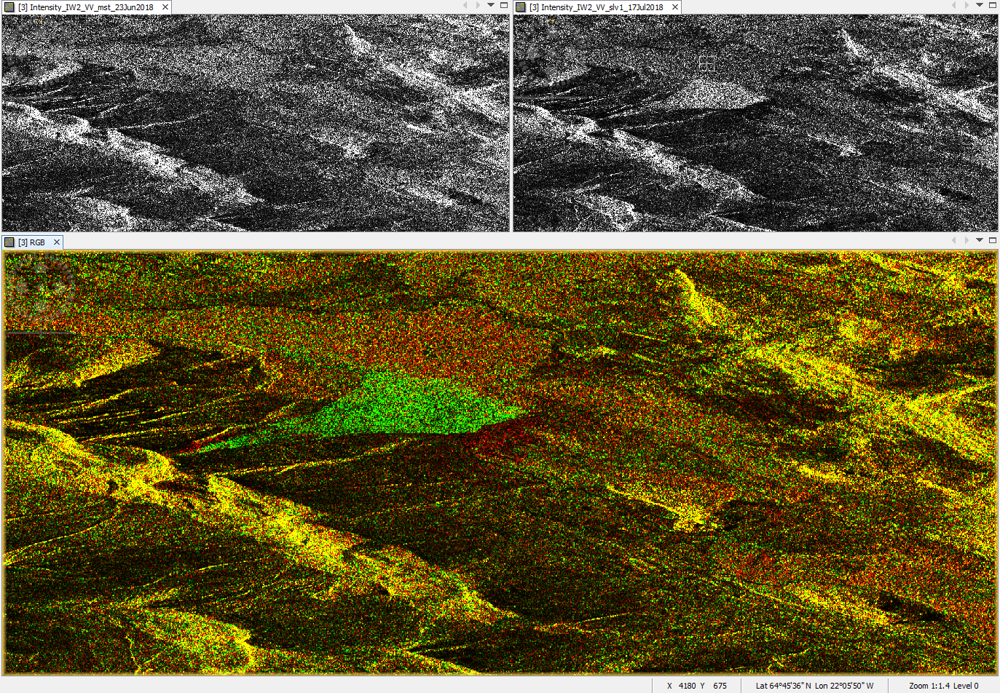 [3] Intensity_IW2_VV_mst_23Jun2018
[3] Intensity_IW2_VV_slv1_17Jul2018
[3] RGB
X 4180 Y 675 Lat 64°45'36" N Lon 22°05'50" W Zoom 1:1.4 Level 0